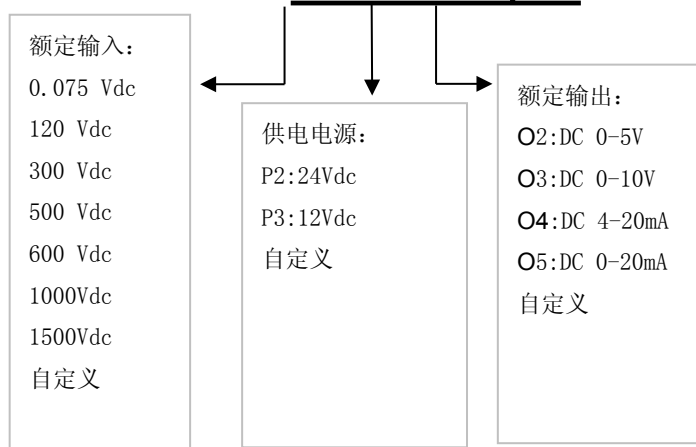 额定输入:
0.075 Vdc
120 Vdc
300 Vdc
500 Vdc
600 Vdc
1000Vdc
1500Vdc
自定义
供电电源:
P2:24Vdc
P3:12Vdc
自定义
额定输出:
O2:DC 0-5V
O3:DC 0-10V
O4:DC 4-20mA
O5:DC 0-20mA
自定义